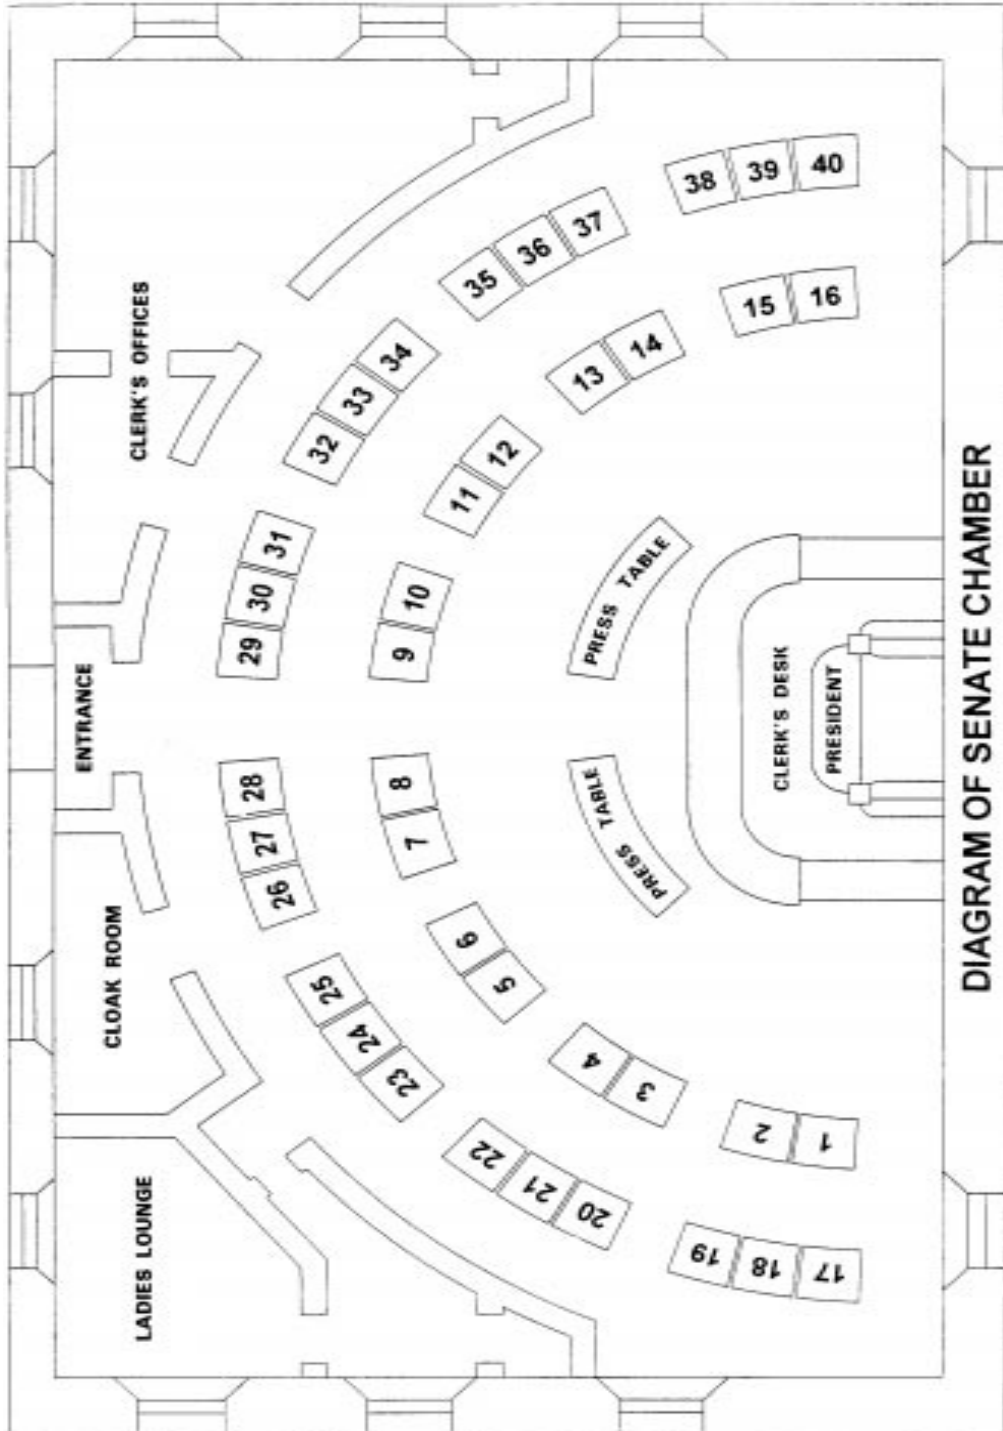 LADIES LOUNGE
CLOAK ROOM
ENTRANCE
CLERK'S OFFICES
26 27 28
29 30 31
23 24 25
32 33 34
20 21 22
35 36 37
17 18 19
38 39 40
7 8
9 10
5 6
11 12
3 4
13 14
1 2
15 16
PRESS TABLE
PRESS TABLE
CLERK'S DESK
PRESIDENT
DIAGRAM OF SENATE CHAMBER